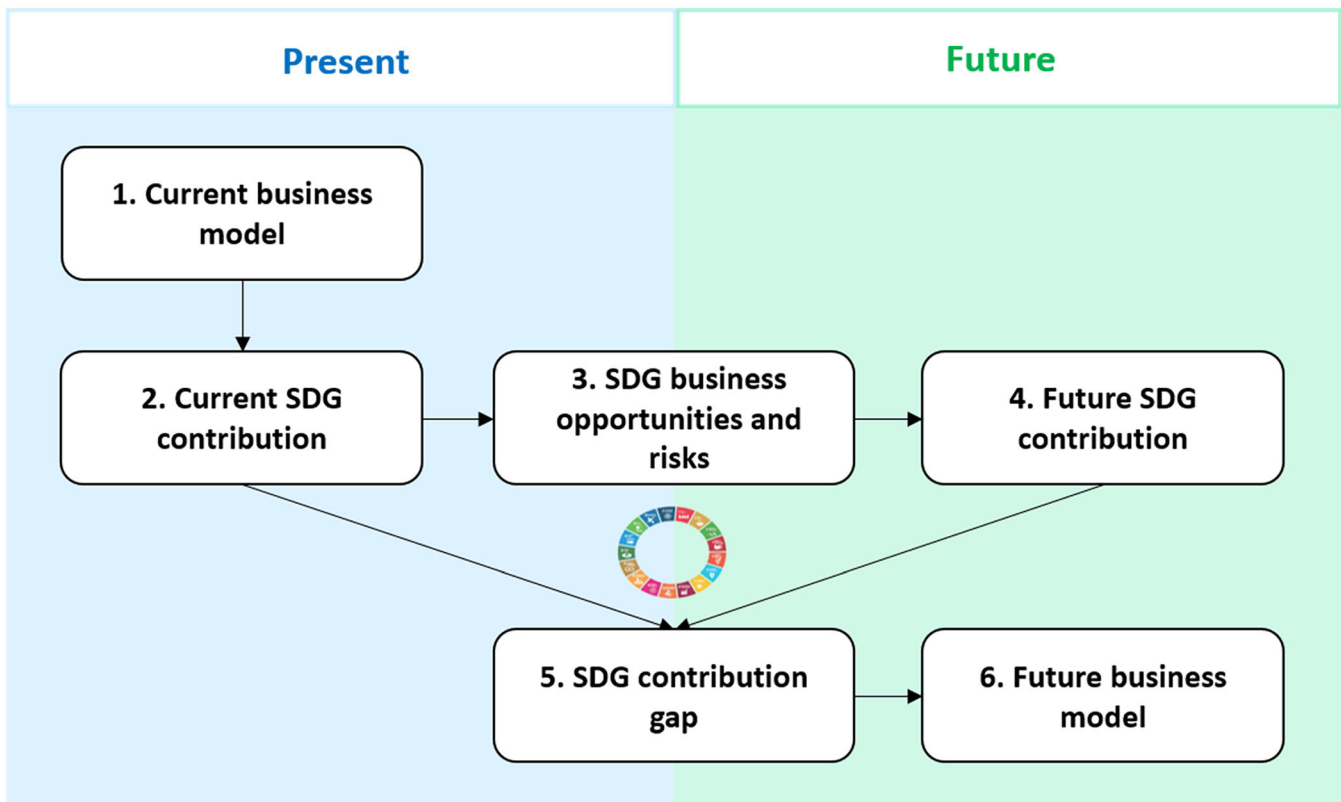 Present
Future
1. Current business
model
2. Current SDG
contribution
3. SDG business
opportunities and
risks
4. Future SDG
contribution
5. SDG contribution
gap
6. Future business
model